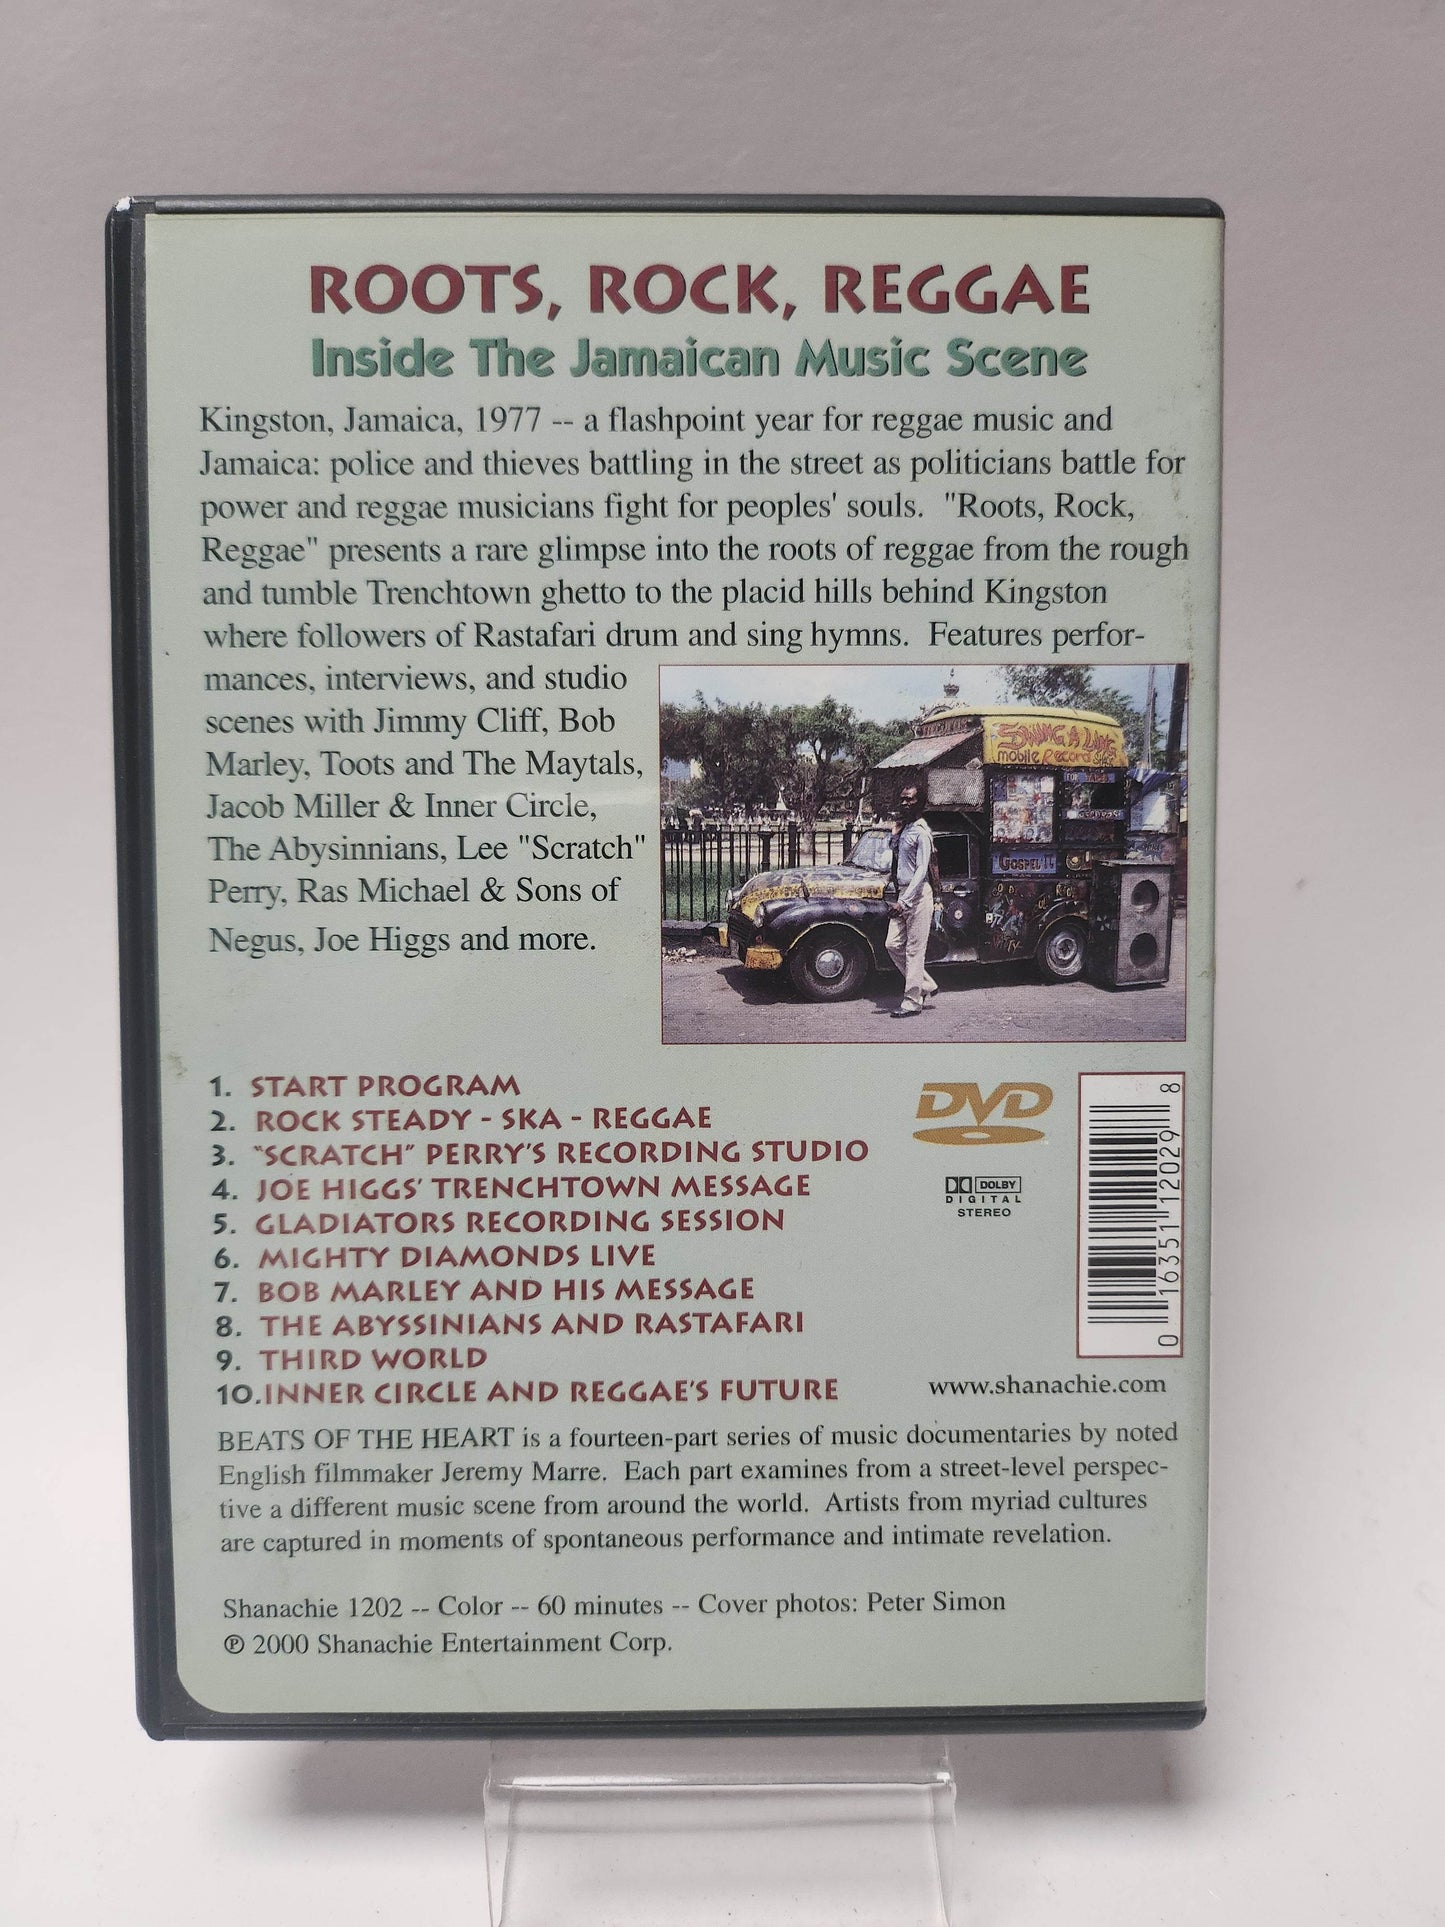 ROOTS, ROCK, REGGAE
Inside The Jamaican Music Scene
Kingston, Jamaica, 1977 -- a flashpoint year for reggae music and
Jamaica: police and thieves battling in the street as politicians battle for
power and reggae musicians fight for peoples' souls. "Roots, Rock,
Reggae" presents a rare glimpse into the roots of reggae from the rough
and tumble Trenchtown ghetto to the placid hills behind Kingston
where followers of Rastafari drum and sing hymns. Features perfor-
mances, interviews, and studio
scenes with Jimmy Cliff, Bob
Marley, Toots and The Maytals,
Jacob Miller & Inner Circle,
The Abysinnians, Lee "Scratch"
Perry, Ras Michael & Sons of
Negus, Joe Higgs and more.
SWING A LING
mobile Record
GOSPEL
1. START PROGRAM
2. ROCK STEADY - SKA - REGGAE
3. "SCRATCH" PERRY'S RECORDING STUDIO
4. JOE HIGGS' TRENCHTOWN MESSAGE
5. GLADIATORS RECORDING SESSION
6. MIGHTY DIAMONDS LIVE
7. BOB MARLEY AND HIS MESSAGE
8. THE ABYSSINIANS AND RASTAFARI
9. THIRD WORLD
10. INNER CIRCLE AND REGGAE'S FUTURE
DVD
DOLBY
DIGITAL
STEREO
0 16351 12029 8
www.shanachie.com
BEATS OF THE HEART is a fourteen-part series of music documentaries by noted
English filmmaker Jeremy Marre. Each part examines from a street-level perspec-
tive a different music scene from around the world. Artists from myriad cultures
are captured in moments of spontaneous performance and intimate revelation.
Shanachie 1202 -- Color -- 60 minutes -- Cover photos: Peter Simon
℗ 2000 Shanachie Entertainment Corp.